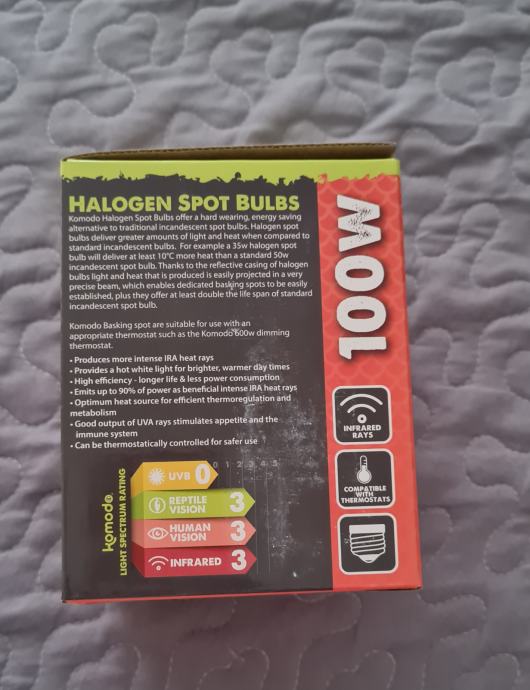 HALOGEN SPOT BULBS
Komodo Halogen Spot Bulbs offer a hard wearing, energy saving
alternative to traditional incandescent spot bulbs. Halogen spot
bulbs deliver greater amounts of light and heat when compared to
standard incandescent bulbs. For example a 35w halogen spot
bulb will deliver at least 10°C more heat than a standard 50w
incandescent spot bulb. Thanks to the reflective casing of halogen
bulbs light and heat that is produced is easily projected in a very
precise beam, which enables dedicated basking spots to be easily
established, plus they offer at least double the life span of standard
incandescent spot bulb.
Komodo Basking spot are suitable for use with an
appropriate thermostat such as the Komodo 600w dimming
thermostat.
• Produces more intense IRA heat rays
• Provides a hot white light for brighter, warmer day times
• High efficiency - longer life & less power consumption
• Emits up to 90% of power as beneficial intense IRA heat rays
• Optimum heat source for efficient thermoregulation and
metabolism
• Good output of UVA rays stimulates appetite and the
immune system
• Can be thermostatically controlled for safer use
komodo
LIGHT SPECTRUM RATING
0 1 2 3 4 5
UVB 0
REPTILE
VISION 3
HUMAN
VISION 3
INFRARED 3
100W
INFRARED
RAYS
COMPATIBLE
WITH
THERMOSTATS